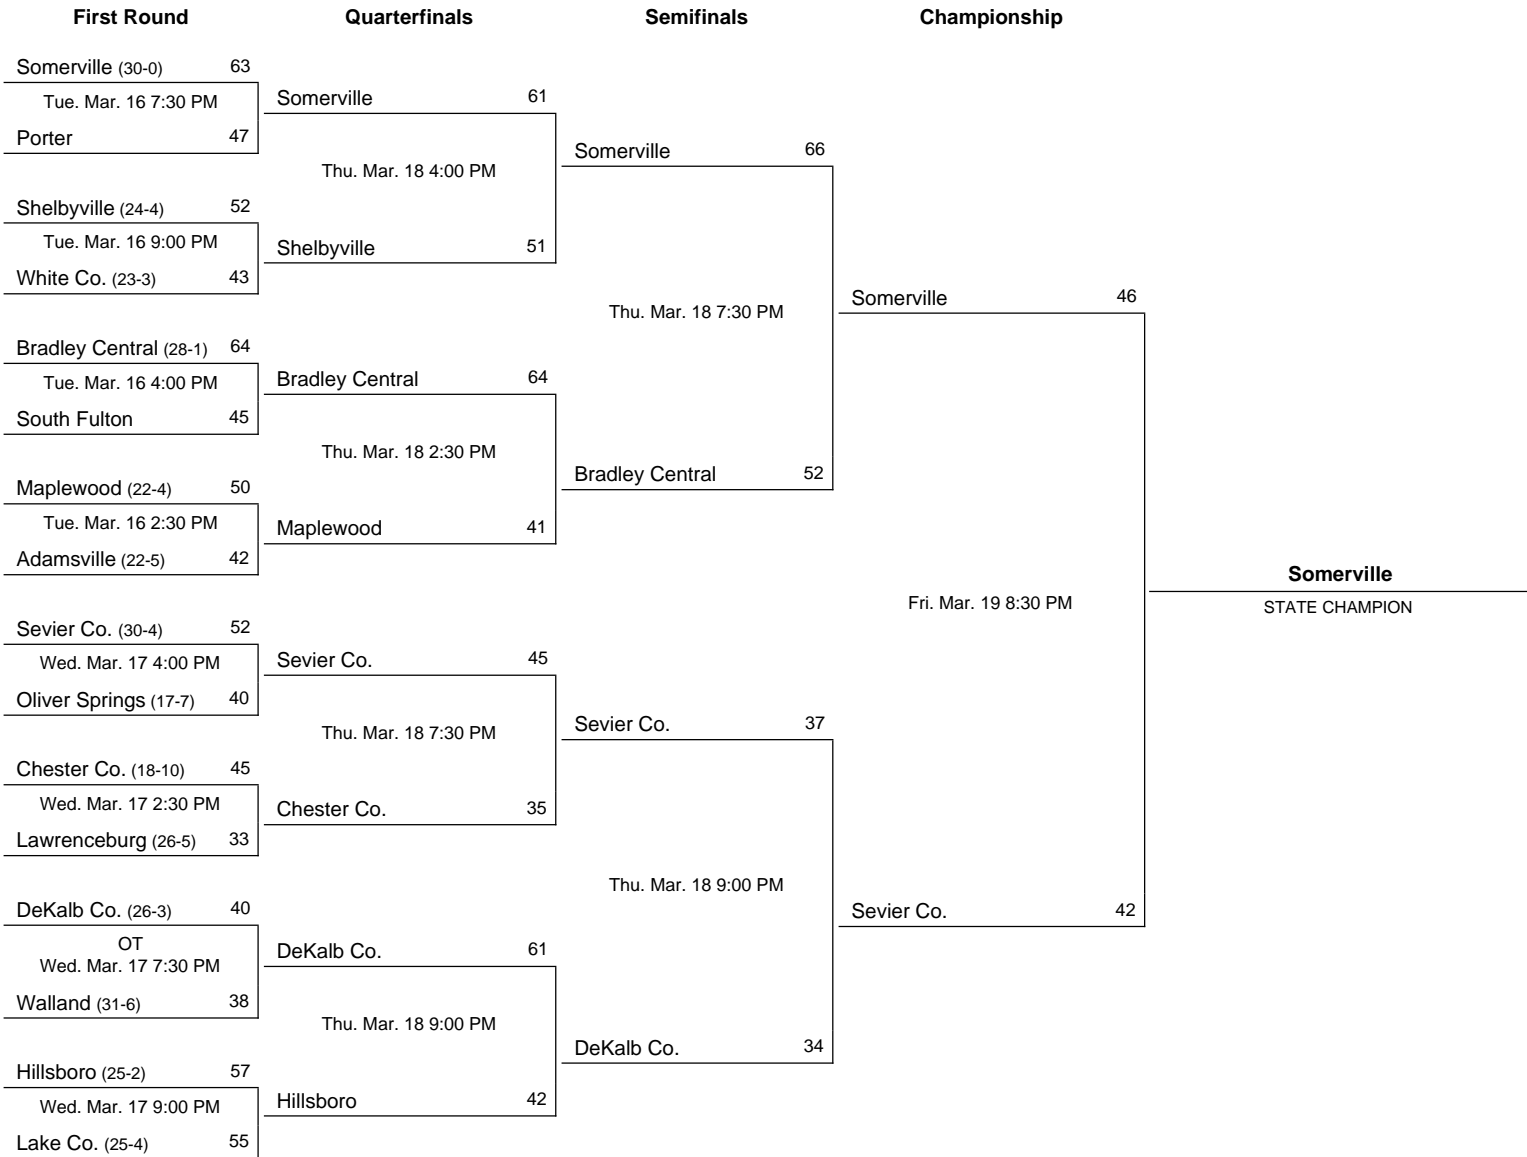 First Round
Quarterfinals
Semifinals
Championship
Somerville (30-0) 63
Tue. Mar. 16 7:30 PM
Porter 47
Shelbyville (24-4) 52
Tue. Mar. 16 9:00 PM
White Co. (23-3) 43
Bradley Central (28-1) 64
Tue. Mar. 16 4:00 PM
South Fulton 45
Maplewood (22-4) 50
Tue. Mar. 16 2:30 PM
Adamsville (22-5) 42
Sevier Co. (30-4) 52
Wed. Mar. 17 4:00 PM
Oliver Springs (17-7) 40
Chester Co. (18-10) 45
Wed. Mar. 17 2:30 PM
Lawrenceburg (26-5) 33
DeKalb Co. (26-3) 40
OT
Wed. Mar. 17 7:30 PM
Walland (31-6) 38
Hillsboro (25-2) 57
Wed. Mar. 17 9:00 PM
Lake Co. (25-4) 55
Somerville 61
Thu. Mar. 18 4:00 PM
Shelbyville 51
Bradley Central 64
Thu. Mar. 18 2:30 PM
Maplewood 41
Sevier Co. 45
Thu. Mar. 18 7:30 PM
Chester Co. 35
DeKalb Co. 61
Thu. Mar. 18 9:00 PM
Hillsboro 42
Somerville 66
Thu. Mar. 18 7:30 PM
Bradley Central 52
Sevier Co. 37
Thu. Mar. 18 9:00 PM
DeKalb Co. 34
Somerville 46
Fri. Mar. 19 8:30 PM
Sevier Co. 42
Somerville
STATE CHAMPION